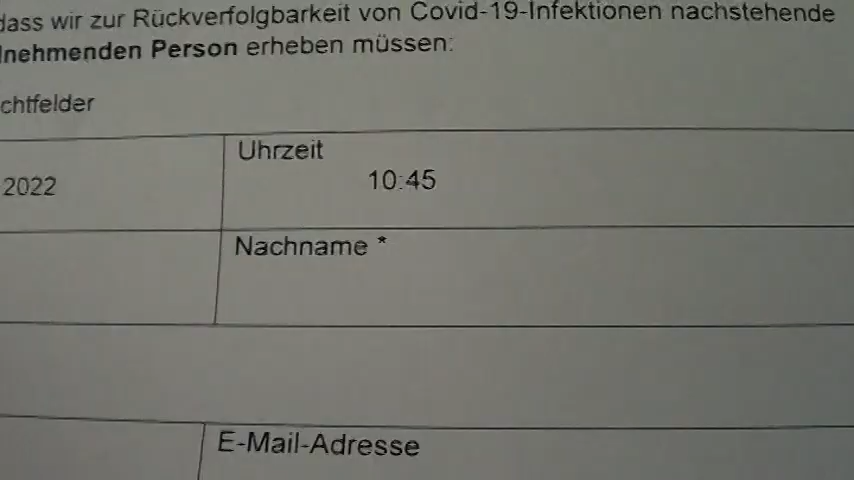 dass wir zur Rückverfolgbarkeit von Covid-19-Infektionen nachstehende
lnehmenden Person erheben müssen:
chtfelder
Uhrzeit
2022 10:45
Nachname *
E-Mail-Adresse